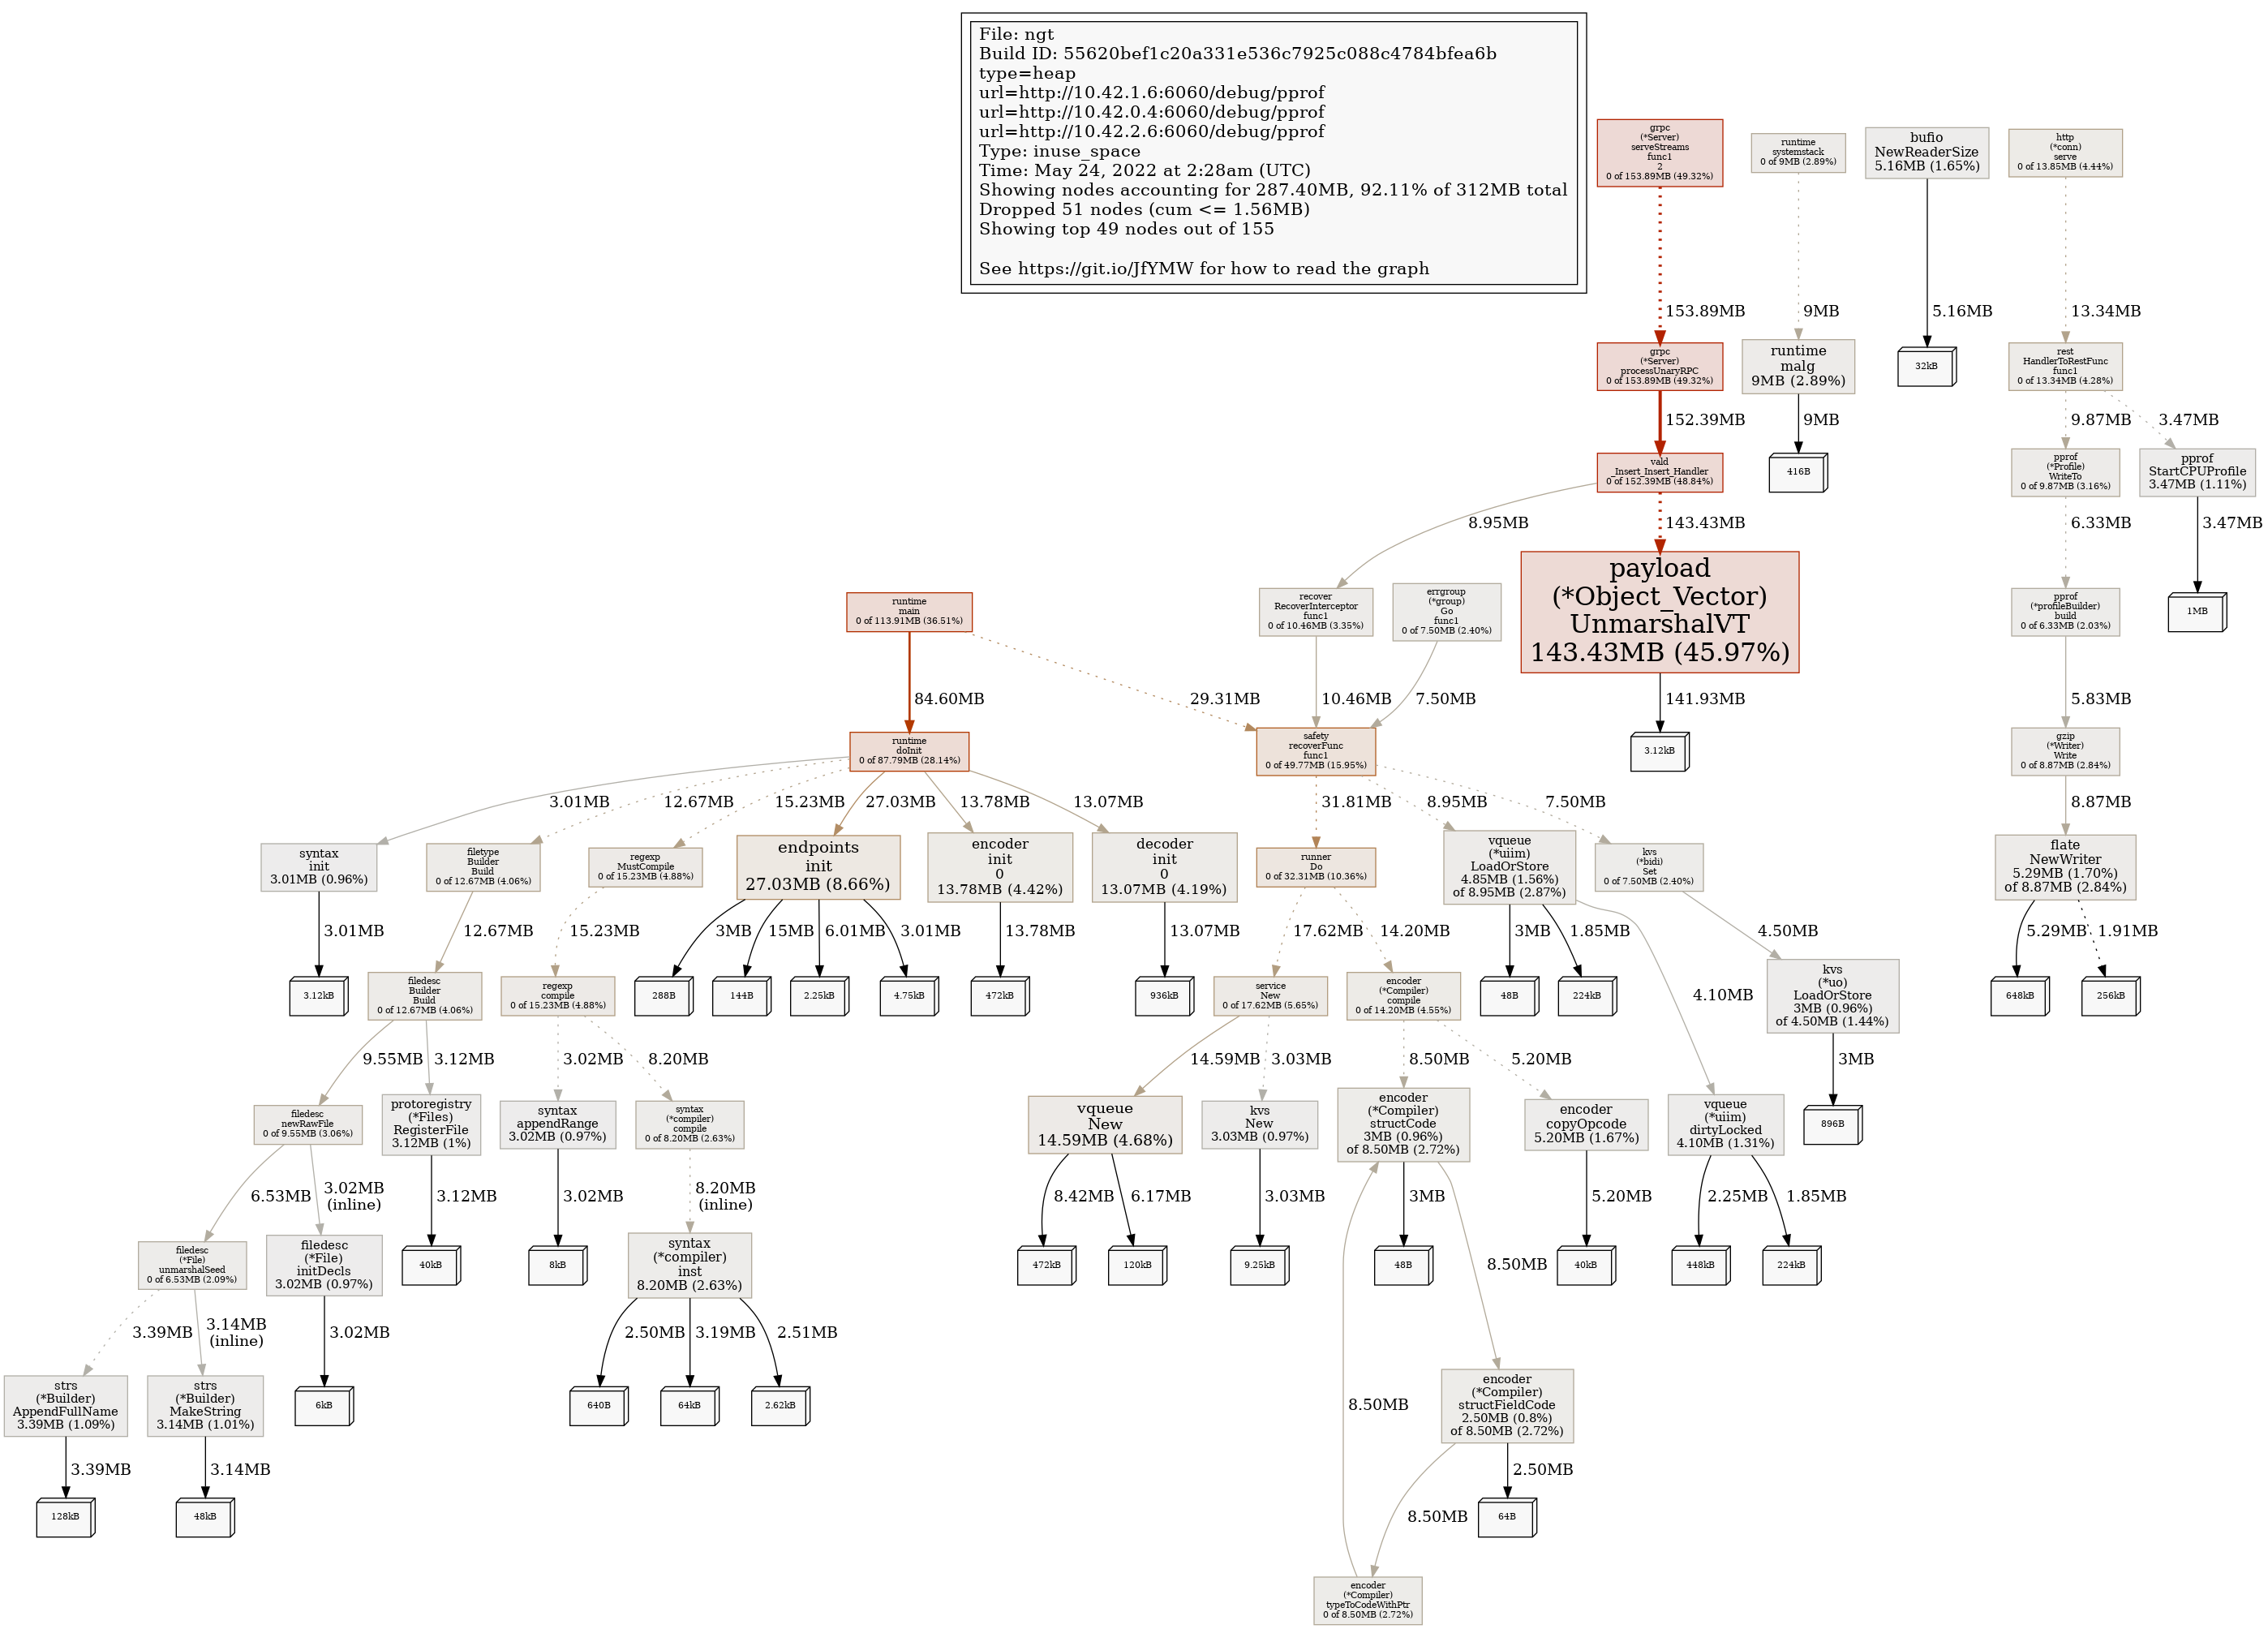 File: ngt
Build ID: 55620bef1c20a331e536c7925c088c4784bfea6b
type=heap
url=http://10.42.1.6:6060/debug/pprof
url=http://10.42.0.4:6060/debug/pprof
url=http://10.42.2.6:6060/debug/pprof
Type: inuse_space
Time: May 24, 2022 at 2:28am (UTC)
Showing nodes accounting for 287.40MB, 92.11% of 312MB total
Dropped 51 nodes (cum <= 1.56MB)
Showing top 49 nodes out of 155
See https://git.io/JfYMW for how to read the graph
grpc
(*Server)
serveStreams
func1
2
0 of 153.89MB (49.32%)
runtime
systemstack
0 of 9MB (2.89%)
bufio
NewReaderSize
5.16MB (1.65%)
http
(*conn)
serve
0 of 13.85MB (4.44%)
153.89MB
9MB
5.16MB
13.34MB
grpc
(*Server)
processUnaryRPC
0 of 153.89MB (49.32%)
runtime
malg
9MB (2.89%)
32kB
rest
HandlerToRestFunc
func1
0 of 13.34MB (4.28%)
152.39MB
9MB
9.87MB
3.47MB
vald
_Insert_Insert_Handler
0 of 152.39MB (48.84%)
416B
pprof
(*Profile)
WriteTo
0 of 9.87MB (3.16%)
pprof
StartCPUProfile
3.47MB (1.11%)
8.95MB
143.43MB
6.33MB
3.47MB
runtime
main
0 of 113.91MB (36.51%)
recover
RecoverInterceptor
func1
0 of 10.46MB (3.35%)
errgroup
(*group)
Go
func1
0 of 7.50MB (2.40%)
payload
(*Object_Vector)
UnmarshalVT
143.43MB (45.97%)
pprof
(*profileBuilder)
build
0 of 6.33MB (2.03%)
1MB
84.60MB
29.31MB
10.46MB
7.50MB
141.93MB
5.83MB
runtime
doInit
0 of 87.79MB (28.14%)
safety
recoverFunc
func1
0 of 49.77MB (15.95%)
3.12kB
gzip
(*Writer)
Write
0 of 8.87MB (2.84%)
3.01MB
12.67MB
15.23MB
27.03MB
13.78MB
13.07MB
31.81MB
8.95MB
7.50MB
8.87MB
syntax
init
3.01MB (0.96%)
filetype
Builder
Build
0 of 12.67MB (4.06%)
regexp
MustCompile
0 of 15.23MB (4.88%)
endpoints
init
27.03MB (8.66%)
encoder
init
0
13.78MB (4.42%)
decoder
init
0
13.07MB (4.19%)
runner
Do
0 of 32.31MB (10.36%)
vqueue
(*uiim)
LoadOrStore
4.85MB (1.56%)
of 8.95MB (2.87%)
kvs
(*bidi)
Set
0 of 7.50MB (2.40%)
flate
NewWriter
5.29MB (1.70%)
of 8.87MB (2.84%)
3.01MB
12.67MB
15.23MB
3MB
15MB
6.01MB
3.01MB
13.78MB
13.07MB
17.62MB
14.20MB
3MB
1.85MB
4.50MB
5.29MB
1.91MB
3.12kB
filedesc
Builder
Build
0 of 12.67MB (4.06%)
regexp
compile
0 of 15.23MB (4.88%)
288B
144B
2.25kB
4.75kB
472kB
936kB
service
New
0 of 17.62MB (5.65%)
encoder
(*Compiler)
compile
0 of 14.20MB (4.55%)
48B
224kB
4.10MB
kvs
(*uo)
LoadOrStore
3MB (0.96%)
of 4.50MB (1.44%)
648kB
256kB
9.55MB
3.12MB
3.02MB
8.20MB
14.59MB
3.03MB
8.50MB
5.20MB
3MB
filedesc
newRawFile
0 of 9.55MB (3.06%)
protoregistry
(*Files)
RegisterFile
3.12MB (1%)
syntax
appendRange
3.02MB (0.97%)
syntax
(*compiler)
compile
0 of 8.20MB (2.63%)
vqueue
New
14.59MB (4.68%)
kvs
New
3.03MB (0.97%)
encoder
(*Compiler)
structCode
3MB (0.96%)
of 8.50MB (2.72%)
encoder
copyOpcode
5.20MB (1.67%)
vqueue
(*uiim)
dirtyLocked
4.10MB (1.31%)
896B
6.53MB
3.02MB
(inline)
3.12MB
3.02MB
8.20MB
(inline)
8.42MB
6.17MB
3.03MB
3MB
5.20MB
2.25MB
1.85MB
filedesc
(*File)
unmarshalSeed
0 of 6.53MB (2.09%)
filedesc
(*File)
initDecls
3.02MB (0.97%)
40kB
8kB
syntax
(*compiler)
inst
8.20MB (2.63%)
472kB
120kB
9.25kB
48B
8.50MB
40kB
448kB
224kB
3.39MB
3.14MB
(inline)
3.02MB
2.50MB
3.19MB
2.51MB
strs
(*Builder)
AppendFullName
3.39MB (1.09%)
strs
(*Builder)
MakeString
3.14MB (1.01%)
6kB
640B
64kB
2.62kB
8.50MB
encoder
(*Compiler)
structFieldCode
2.50MB (0.8%)
of 8.50MB (2.72%)
3.39MB
3.14MB
2.50MB
128kB
48kB
8.50MB
64B
encoder
(*Compiler)
typeToCodeWithPtr
0 of 8.50MB (2.72%)